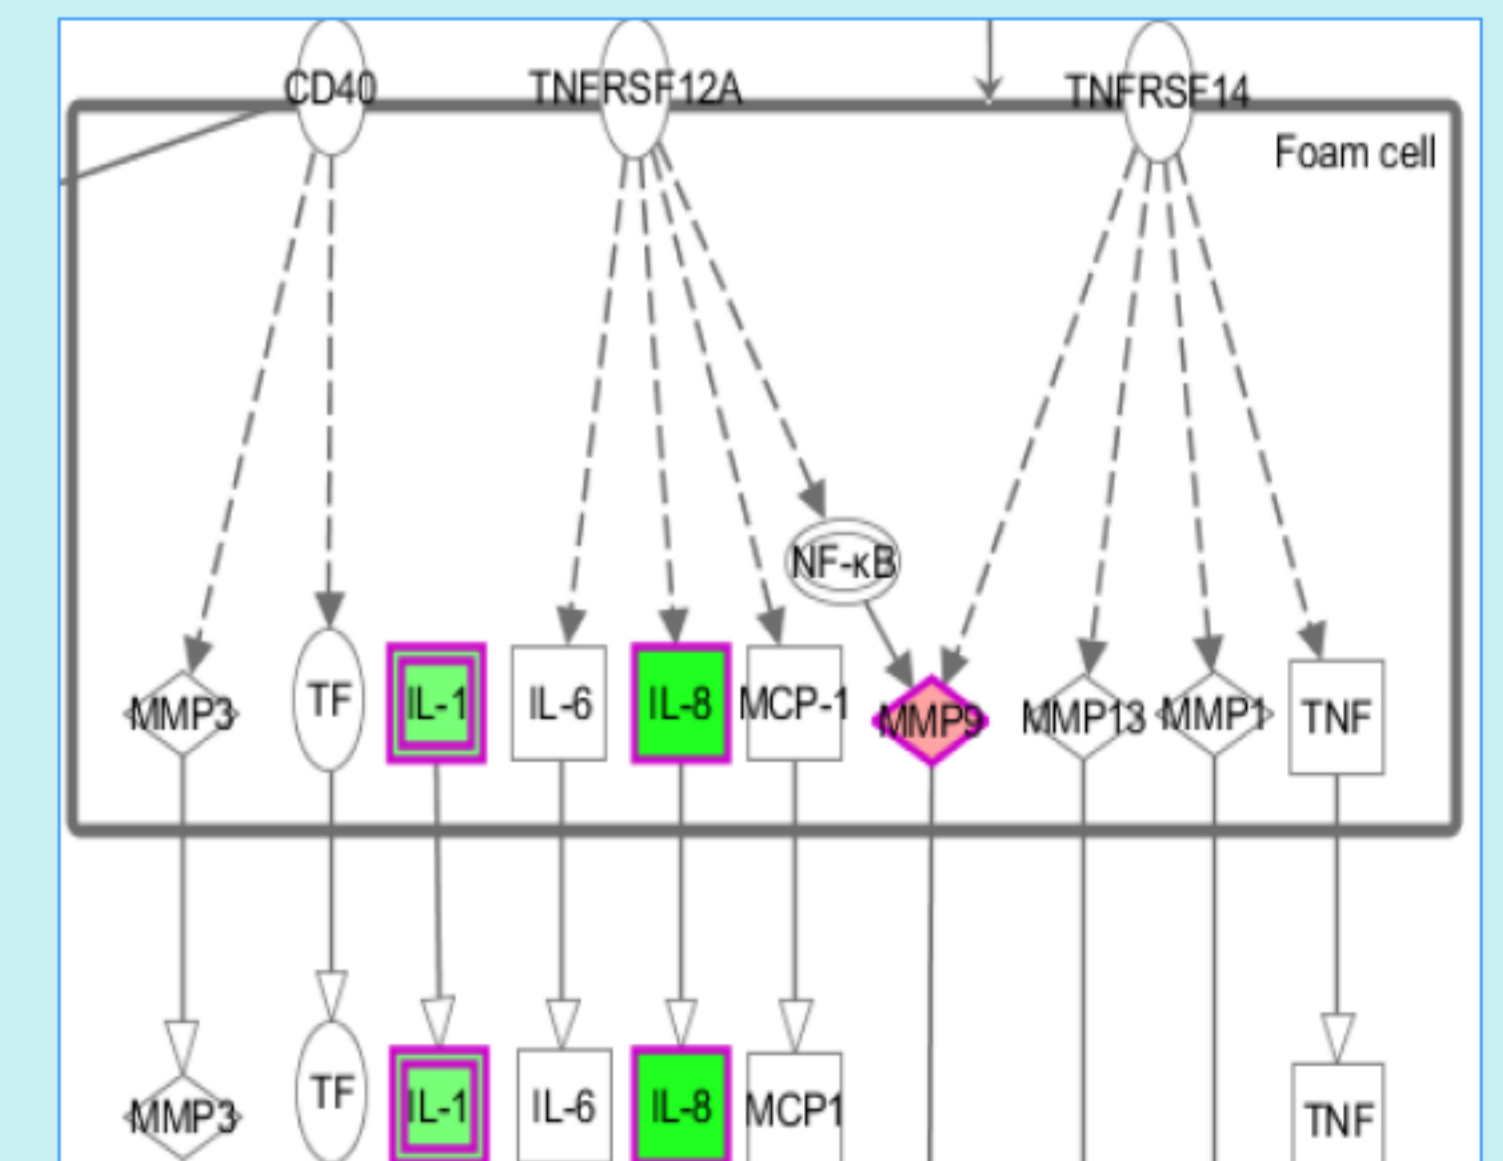 CD40
TNFRSF12A
TNFRSF14
Foam cell
NF-κB
MMP3
TF
IL-1
IL-6
IL-8
MCP-1
MMP9
MMP13
MMP1
TNF
MMP3
TF
IL-1
IL-6
IL-8
MCP1
TNF